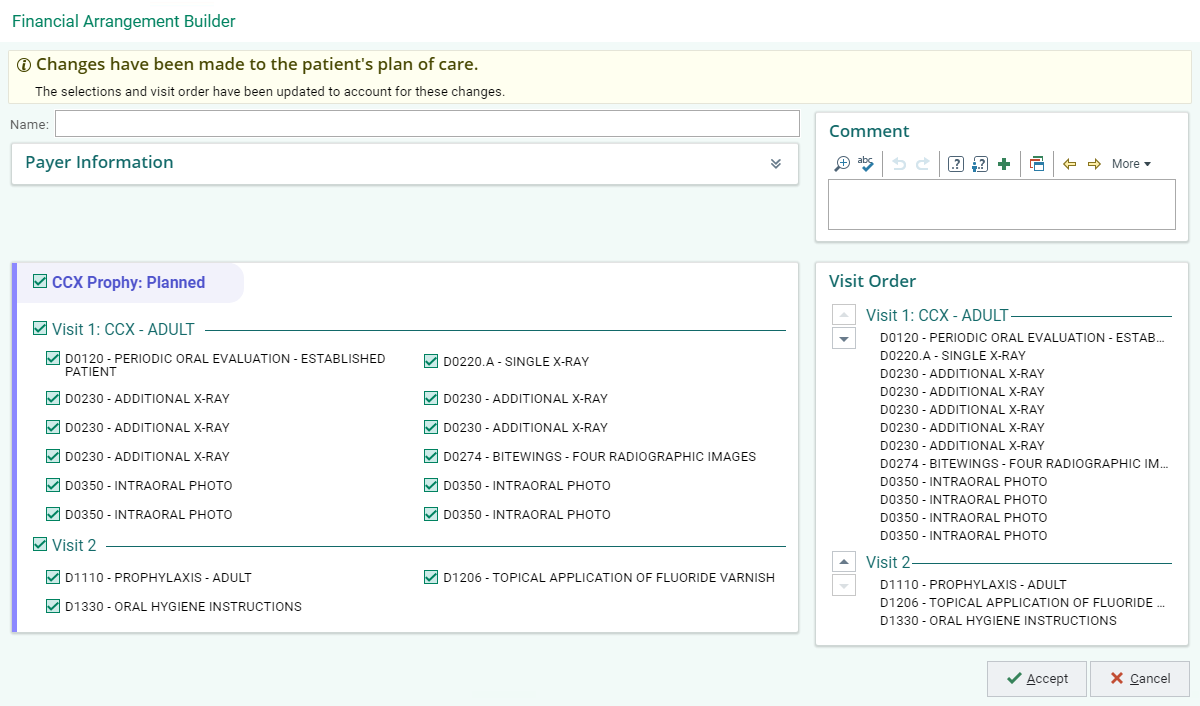 Financial Arrangement Builder
Changes have been made to the patient's plan of care.
The selections and visit order have been updated to account for these changes.
Name:
Payer Information
Comment
abc
More
CCX Prophy: Planned
Visit 1: CCX - ADULT
D0120 - PERIODIC ORAL EVALUATION - ESTABLISHED
PATIENT
D0220.A - SINGLE X-RAY
D0230 - ADDITIONAL X-RAY
D0230 - ADDITIONAL X-RAY
D0230 - ADDITIONAL X-RAY
D0230 - ADDITIONAL X-RAY
D0230 - ADDITIONAL X-RAY
D0274 - BITEWINGS - FOUR RADIOGRAPHIC IMAGES
D0350 - INTRAORAL PHOTO
D0350 - INTRAORAL PHOTO
D0350 - INTRAORAL PHOTO
D0350 - INTRAORAL PHOTO
Visit 2
D1110 - PROPHYLAXIS - ADULT
D1206 - TOPICAL APPLICATION OF FLUORIDE VARNISH
D1330 - ORAL HYGIENE INSTRUCTIONS
Visit Order
Visit 1: CCX - ADULT
D0120 - PERIODIC ORAL EVALUATION - ESTAB...
D0220.A - SINGLE X-RAY
D0230 - ADDITIONAL X-RAY
D0230 - ADDITIONAL X-RAY
D0230 - ADDITIONAL X-RAY
D0230 - ADDITIONAL X-RAY
D0230 - ADDITIONAL X-RAY
D0274 - BITEWINGS - FOUR RADIOGRAPHIC IM...
D0350 - INTRAORAL PHOTO
D0350 - INTRAORAL PHOTO
D0350 - INTRAORAL PHOTO
D0350 - INTRAORAL PHOTO
Visit 2
D1110 - PROPHYLAXIS - ADULT
D1206 - TOPICAL APPLICATION OF FLUORIDE ...
D1330 - ORAL HYGIENE INSTRUCTIONS
Accept
Cancel